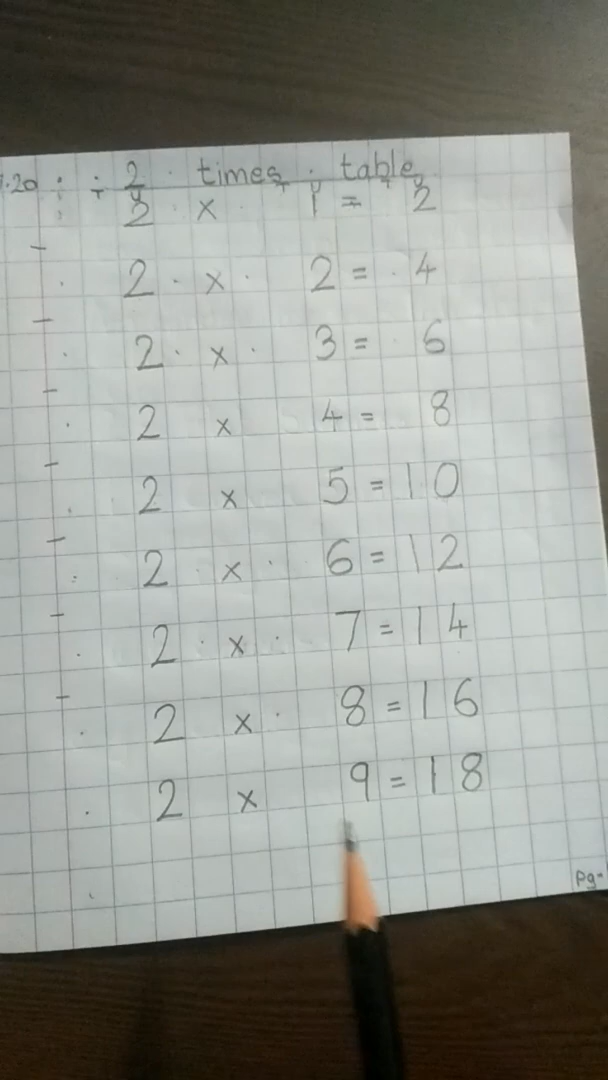 2 times table
2 x 1 = 2
2 x 2 = 4
2 x 3 = 6
2 x 4 = 8
2 x 5 = 10
2 x 6 = 12
2 x 7 = 14
2 x 8 = 16
2 x 9 = 18
Pg-